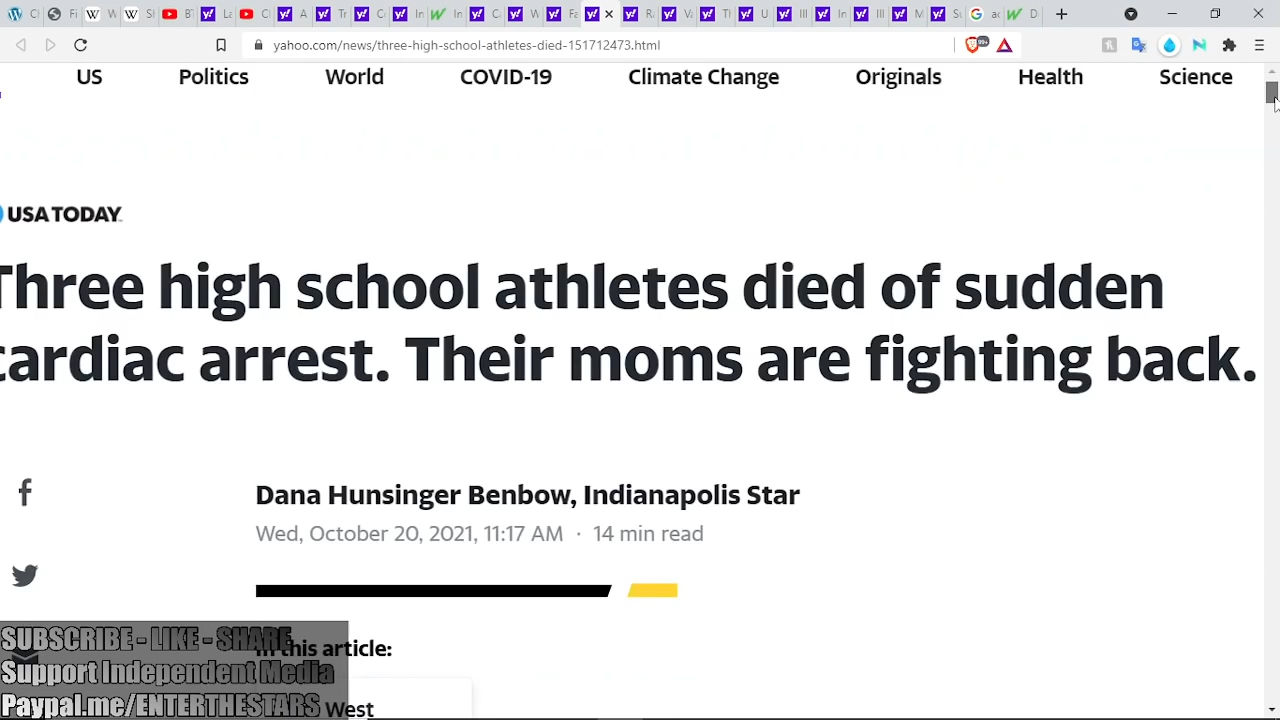 yahoo.com/news/three-high-school-athletes-died-151712473.html
US Politics World COVID-19 Climate Change Originals Health Science
USA TODAY
Three high school athletes died of sudden
cardiac arrest. Their moms are fighting back.
Dana Hunsinger Benbow, Indianapolis Star
Wed, October 20, 2021, 11:17 AM · 14 min read
In this article:
West
SUBSCRIBE - LIKE - SHARE
Support Independent Media
Paypal.me/ENTERTHESTARS